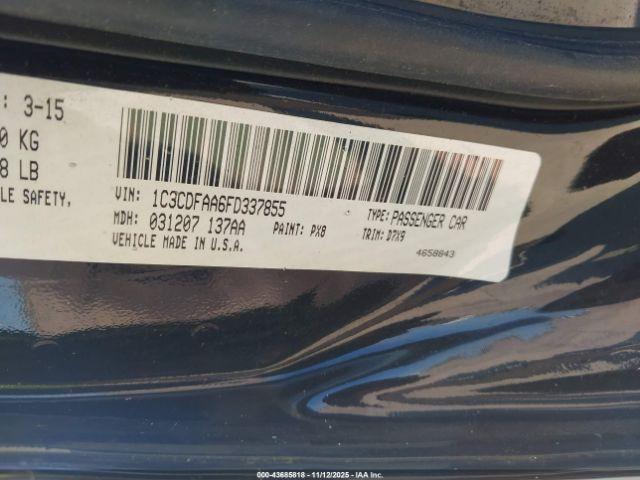 : 3-15
0 KG
8 LB
LE SAFETY,
VIN: 1C3CDFAA6FD337855
TYPE: PASSENGER CAR
MDH: 031207 137AA
PAINT: PX8
TRIM: D7X9
VEHICLE MADE IN U.S.A.
4658843
00-43685818 - 11/12/2025 - IAA Inc.